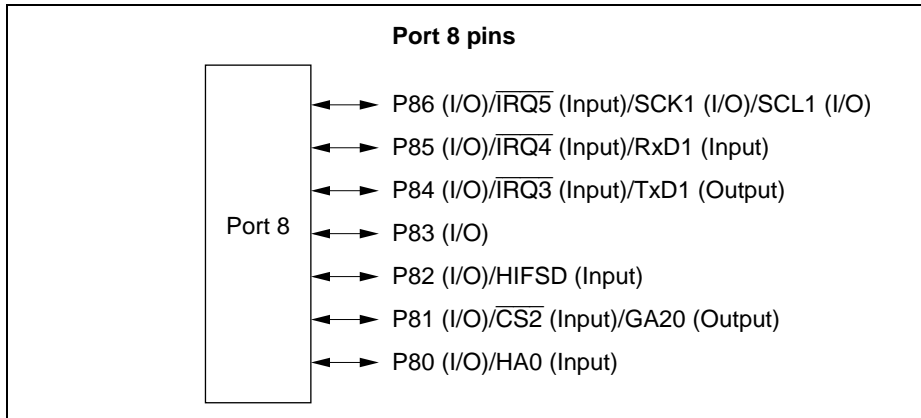 Port 8 pins
P86 (I/O)/IRQ5 (Input)/SCK1 (I/O)/SCL1 (I/O)
P85 (I/O)/IRQ4 (Input)/RxD1 (Input)
P84 (I/O)/IRQ3 (Input)/TxD1 (Output)
Port 8
P83 (I/O)
P82 (I/O)/HIFSD (Input)
P81 (I/O)/CS2 (Input)/GA20 (Output)
P80 (I/O)/HA0 (Input)